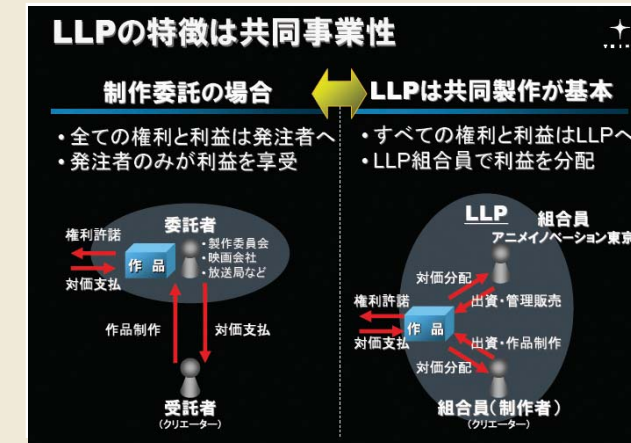 LLPの特徴は共同事業性
制作委託の場合
・全ての権利と利益は発注者へ
・発注者のみが利益を享受
委託者
・製作委員会
・映画会社
・放送局など
権利許諾
作品
対価支払
作品制作
対価支払
受託者
(クリエーター)
LLPは共同製作が基本
・すべての権利と利益はLLPへ
・LLP組合員で利益を分配
LLP
組合員
アニメイノベーション東京
対価分配
出資・管理販売
権利許諾
作品
対価支払
出資・作品制作
対価分配
組合員(制作者)
(クリエーター)